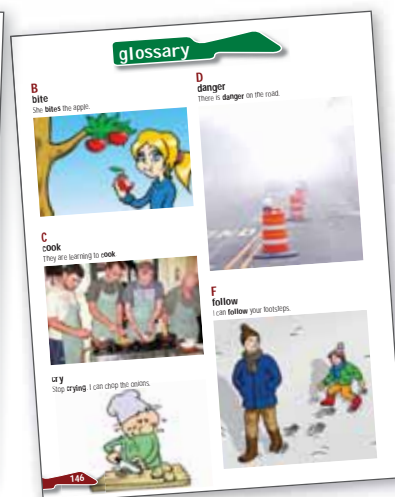 glossary
B
bite
She bites the apple.
C
cook
They are learning to cook
cry
Stop crying. I can chop the onions.
D
danger
There is danger on the road.
F
follow
I can follow your footsteps.
146